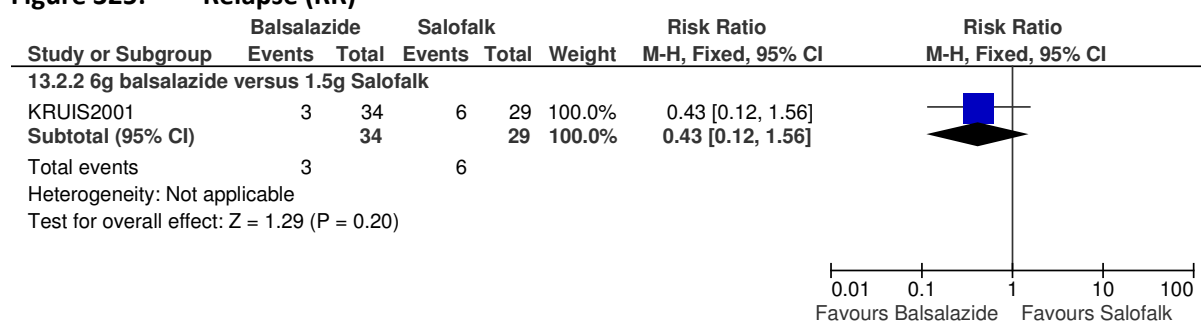 Figure 323: Relapse (RR)
Balsalazide Salofalk Risk Ratio Risk Ratio
Study or Subgroup Events Total Events Total Weight M-H, Fixed, 95% CI M-H, Fixed, 95% CI
13.2.2 6g balsalazide versus 1.5g Salofalk
KRUIS2001 3 34 6 29 100.0% 0.43 [0.12, 1.56]
Subtotal (95% CI) 34 29 100.0% 0.43 [0.12, 1.56]
Total events 3 6
Heterogeneity: Not applicable
Test for overall effect: Z = 1.29 (P = 0.20)
0.01 0.1 1 10 100
Favours Balsalazide Favours Salofalk